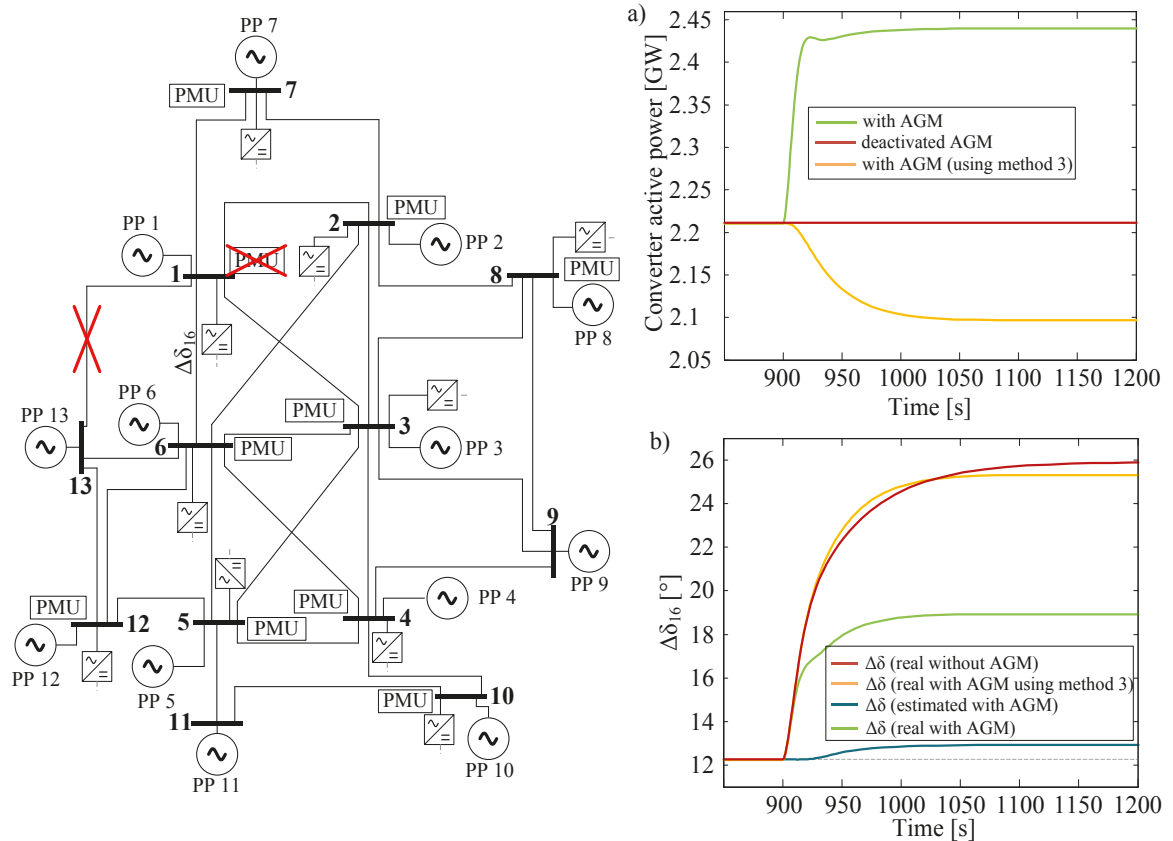 PP 7
PMU
7
PP 1
1
PMU
2
PMU
PP 2
8
PMU
PP 8
Δδ16
PP 6
PP 13
13
6
PMU
PMU
3
PP 3
9
PP 9
PMU
12
PP 12
5
PMU
PP 5
PMU
4
PP 4
11
PP 11
PMU
10
PP 10
a)
Converter active power [GW]
2.45
2.4
2.35
2.3
2.25
2.2
2.15
2.1
2.05
with AGM
deactivated AGM
with AGM (using method 3)
900 950 1000 1050 1100 1150 1200
Time [s]
b)
Δδ16 [°]
26
24
22
20
18
16
14
12
Δδ (real without AGM)
Δδ (real with AGM using method 3)
Δδ (estimated with AGM)
Δδ (real with AGM)
900 950 1000 1050 1100 1150 1200
Time [s]